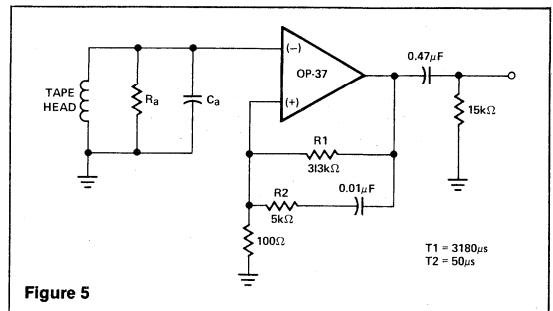 (−)
OP-37
(+)
TAPE
HEAD
Ra
Ca
0.47μF
15kΩ
R1
3I3kΩ
R2
5kΩ
0.01μF
100Ω
T1 = 3180μs
T2 = 50μs
Figure 5